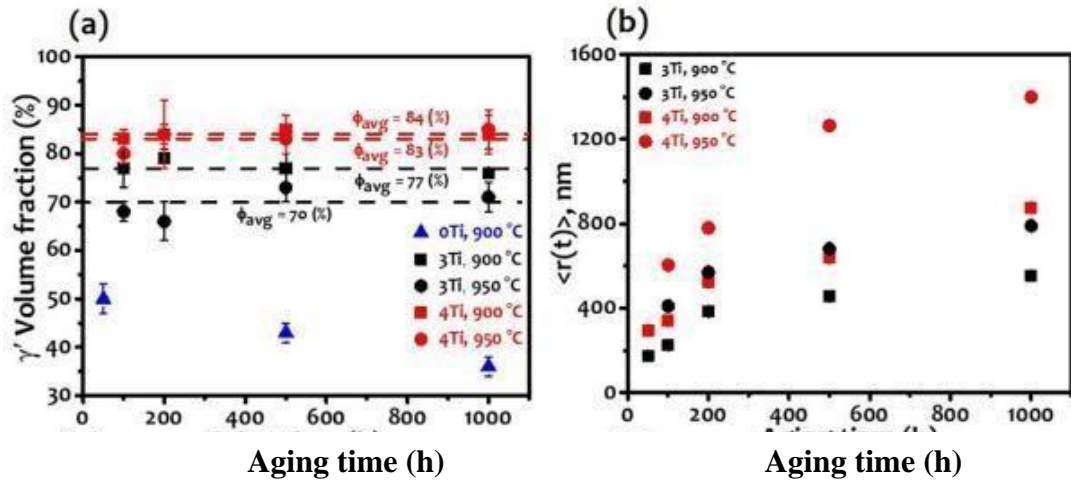 (a)
γ' Volume fraction (%)
100
90
80
70
60
50
40
30
ϕavg = 84 (%)
ϕavg = 83 (%)
ϕavg = 77 (%)
ϕavg = 70 (%)
0Ti, 900 °C
3Ti, 900 °C
3Ti, 950 °C
4Ti, 900 °C
4Ti, 950 °C
0 200 400 600 800 1000
Aging time (h)
(b)
<r(t)>, nm
1600
1200
800
400
0
3Ti, 900 °C
3Ti, 950 °C
4Ti, 900 °C
4Ti, 950 °C
0 200 400 600 800 1000
Aging time (h)